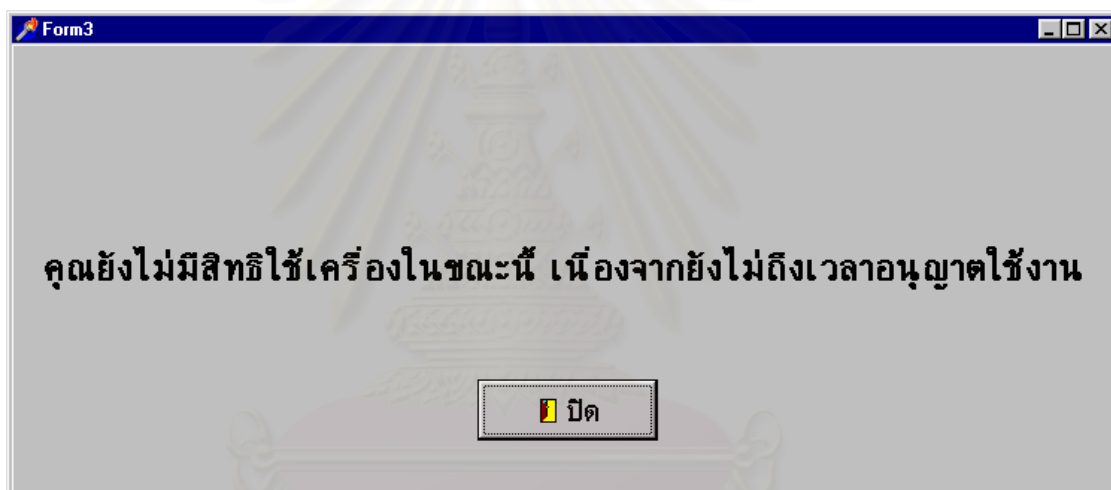 Form3
คุณยังไม่มีสิทธิใช้เครื่องในขณะนี้ เนื่องจากยังไม่ถึงเวลาอนุญาตใช้งาน
ปิด